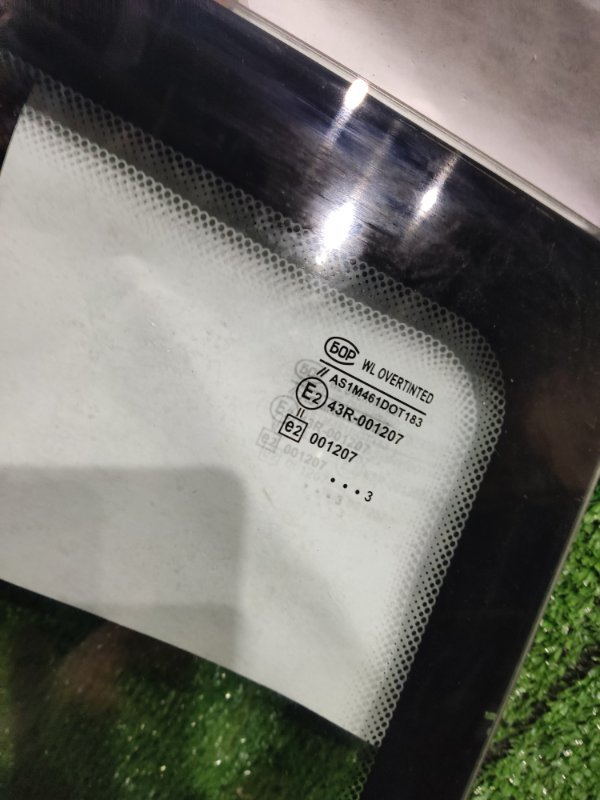 БОР WL OVERTINTED
// AS1M461DOT183
E2 43R-001207
e2 001207
...3